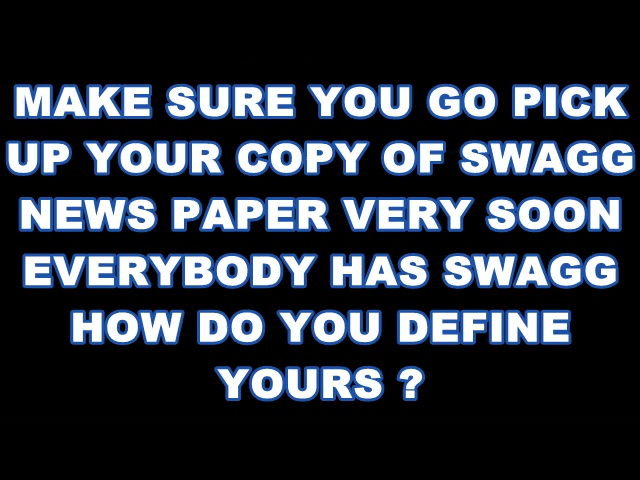 MAKE SURE YOU GO PICK
UP YOUR COPY OF SWAGG
NEWS PAPER VERY SOON
EVERYBODY HAS SWAGG
HOW DO YOU DEFINE
YOURS ?